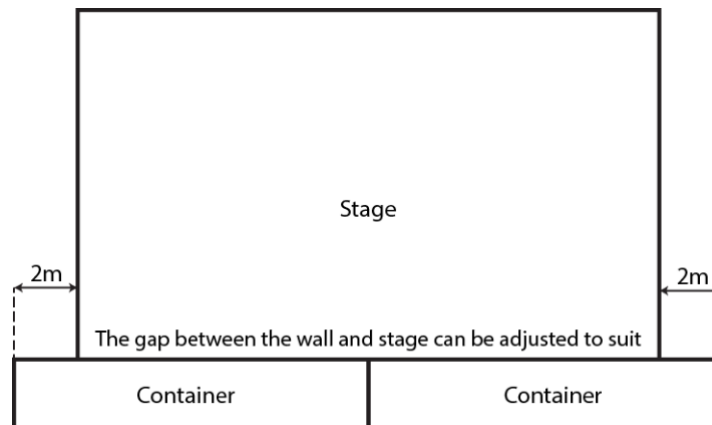 Stage
2m
2m
The gap between the wall and stage can be adjusted to suit
Container
Container